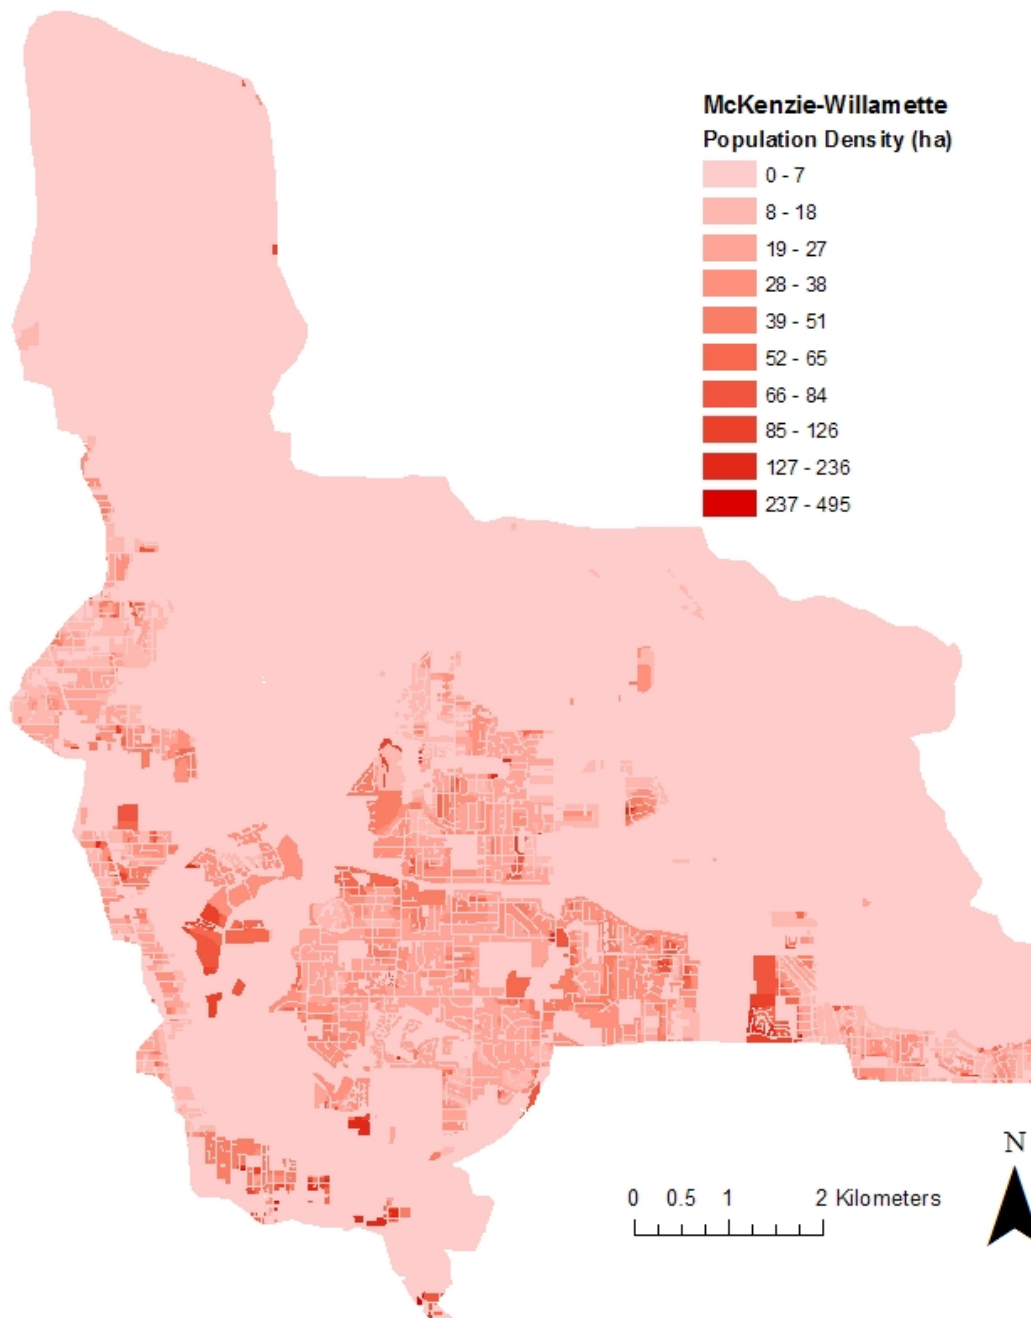 McKenzie-Willamette
Population Density (ha)
0 - 7
8 - 18
19 - 27
28 - 38
39 - 51
52 - 65
66 - 84
85 - 126
127 - 236
237 - 495
N
0 0.5 1 2 Kilometers